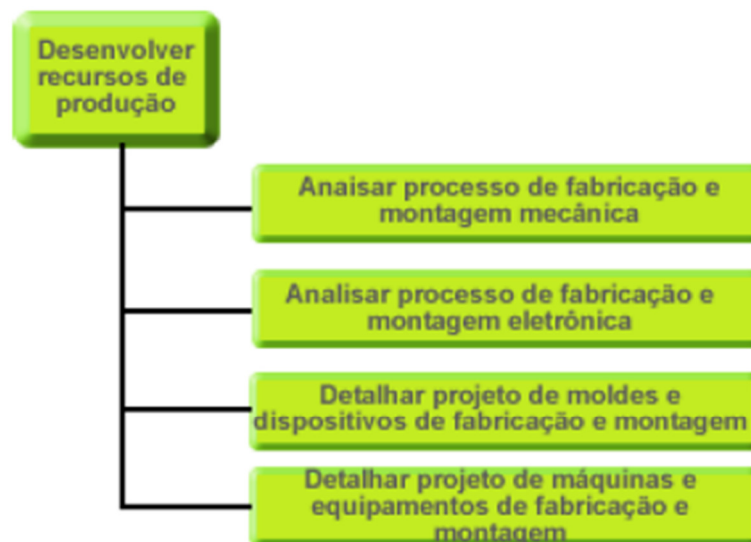 Desenvolver
recursos de
produção
Anaisar processo de fabricação e
montagem mecânica
Analisar processo de fabricação e
montagem eletrônica
Detalhar projeto de moldes e
dispositivos de fabricação e montagem
Detalhar projeto de máquinas e
equipamentos de fabricação e
montagem